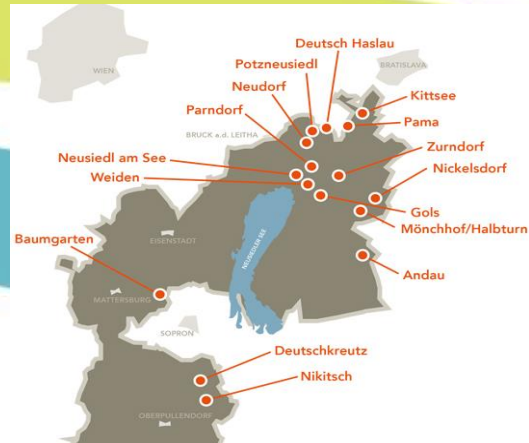 Deutsch Haslau
Potzneusiedl
WIEN
BRATISLAVA
Neudorf
Kittsee
Parndorf
Pama
BRUCK a.d. LEITHA
Zurndorf
Neusiedl am See
Nickelsdorf
Weiden
Gols
Mönchhof/Halbturn
Baumgarten
EISENSTADT
NEUSIEDLER SEE
Andau
MATTERSBURG
SOPRON
Deutschkreutz
Nikitsch
OBERPULLENDORF